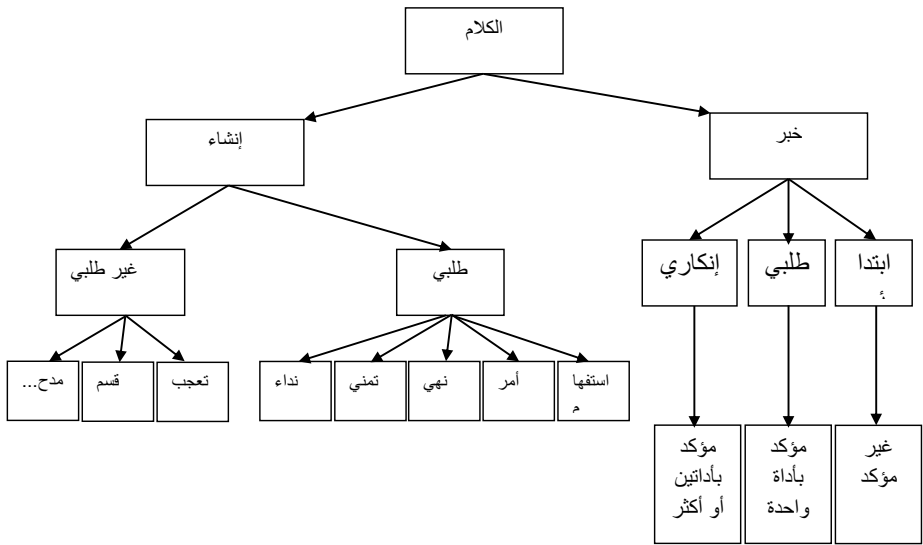 الكلام
خبر
إنشاء
ابتدا
ئ
طلبي
إنكاري
طلبي
غير طلبي
استفها
م
أمر
نهي
تمني
نداء
تعجب
قسم
مدح...
غير
مؤكد
مؤكد
بأداة
واحدة
مؤكد
بأداتين
أو أكثر